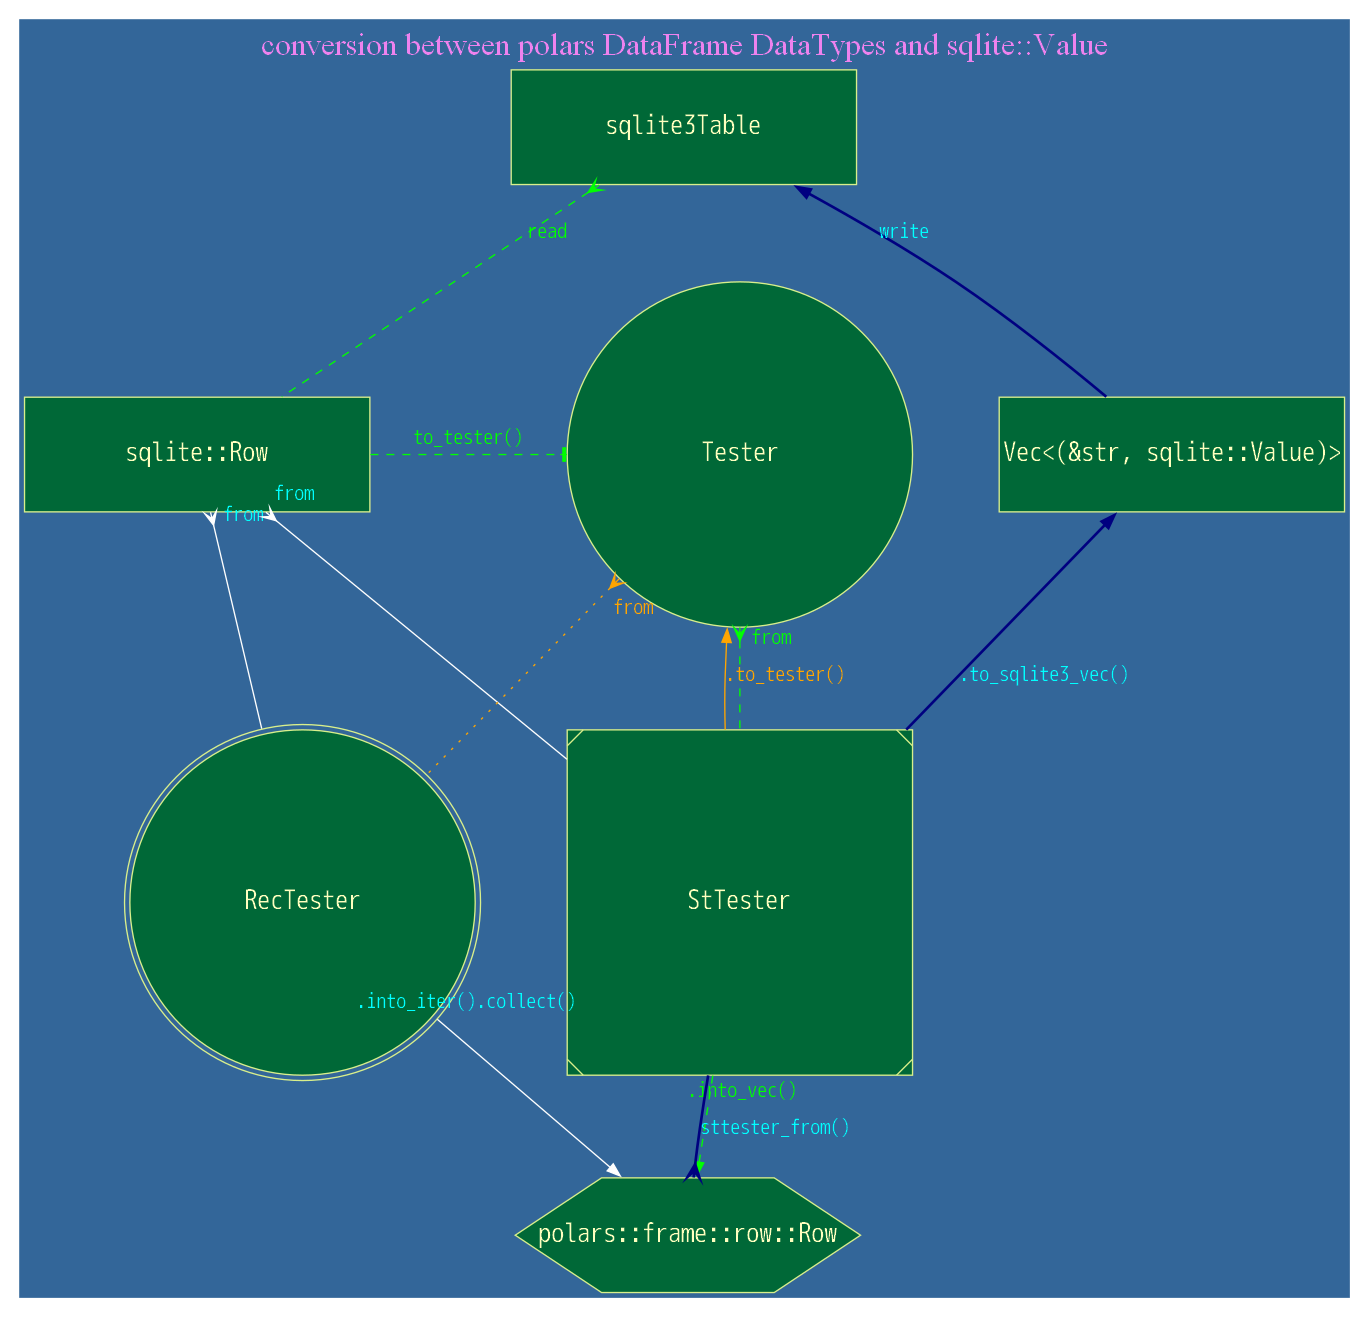 conversion between polars DataFrame DataTypes and sqlite::Value
sqlite3Table
read
write
sqlite::Row
to_tester()
Tester
Vec<(&str, sqlite::Value)>
from
from
from
from
.to_tester()
.to_sqlite3_vec()
RecTester
StTester
.into_iter().collect()
.into_vec()
sttester_from()
polars::frame::row::Row